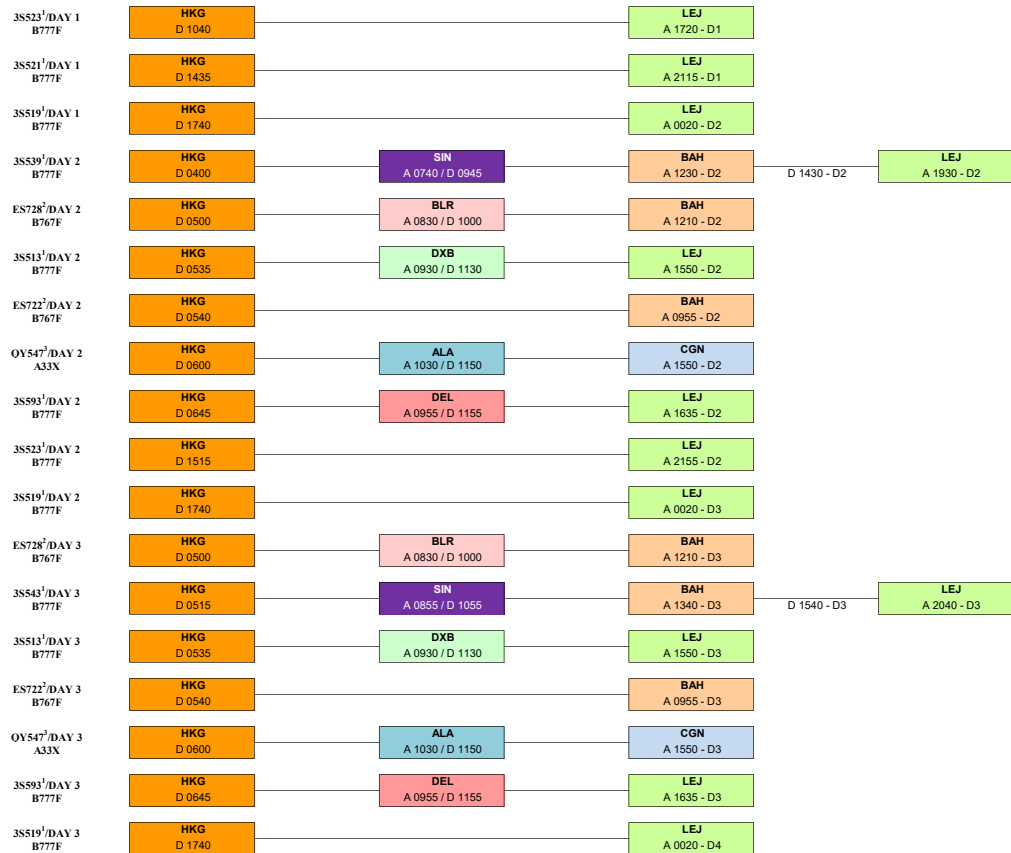 3S523¹/DAY 1
B777F
HKG
D 1040
LEJ
A 1720 - D1
3S521¹/DAY 1
B777F
HKG
D 1435
LEJ
A 2115 - D1
3S519¹/DAY 1
B777F
HKG
D 1740
LEJ
A 0020 - D2
3S539¹/DAY 2
B777F
HKG
D 0400
SIN
A 0740 / D 0945
BAH
A 1230 - D2
D 1430 - D2
LEJ
A 1930 - D2
ES728²/DAY 2
B767F
HKG
D 0500
BLR
A 0830 / D 1000
BAH
A 1210 - D2
3S513¹/DAY 2
B777F
HKG
D 0535
DXB
A 0930 / D 1130
LEJ
A 1550 - D2
ES722²/DAY 2
B767F
HKG
D 0540
BAH
A 0955 - D2
QY547³/DAY 2
A33X
HKG
D 0600
ALA
A 1030 / D 1150
CGN
A 1550 - D2
3S593¹/DAY 2
B777F
HKG
D 0645
DEL
A 0955 / D 1155
LEJ
A 1635 - D2
3S523¹/DAY 2
B777F
HKG
D 1515
LEJ
A 2155 - D2
3S519¹/DAY 2
B777F
HKG
D 1740
LEJ
A 0020 - D3
ES728²/DAY 3
B767F
HKG
D 0500
BLR
A 0830 / D 1000
BAH
A 1210 - D3
3S543¹/DAY 3
B777F
HKG
D 0515
SIN
A 0855 / D 1055
BAH
A 1340 - D3
D 1540 - D3
LEJ
A 2040 - D3
3S513¹/DAY 3
B777F
HKG
D 0535
DXB
A 0930 / D 1130
LEJ
A 1550 - D3
ES722²/DAY 3
B767F
HKG
D 0540
BAH
A 0955 - D3
QY547³/DAY 3
A33X
HKG
D 0600
ALA
A 1030 / D 1150
CGN
A 1550 - D3
3S593¹/DAY 3
B777F
HKG
D 0645
DEL
A 0955 / D 1155
LEJ
A 1635 - D3
3S519¹/DAY 3
B777F
HKG
D 1740
LEJ
A 0020 - D4